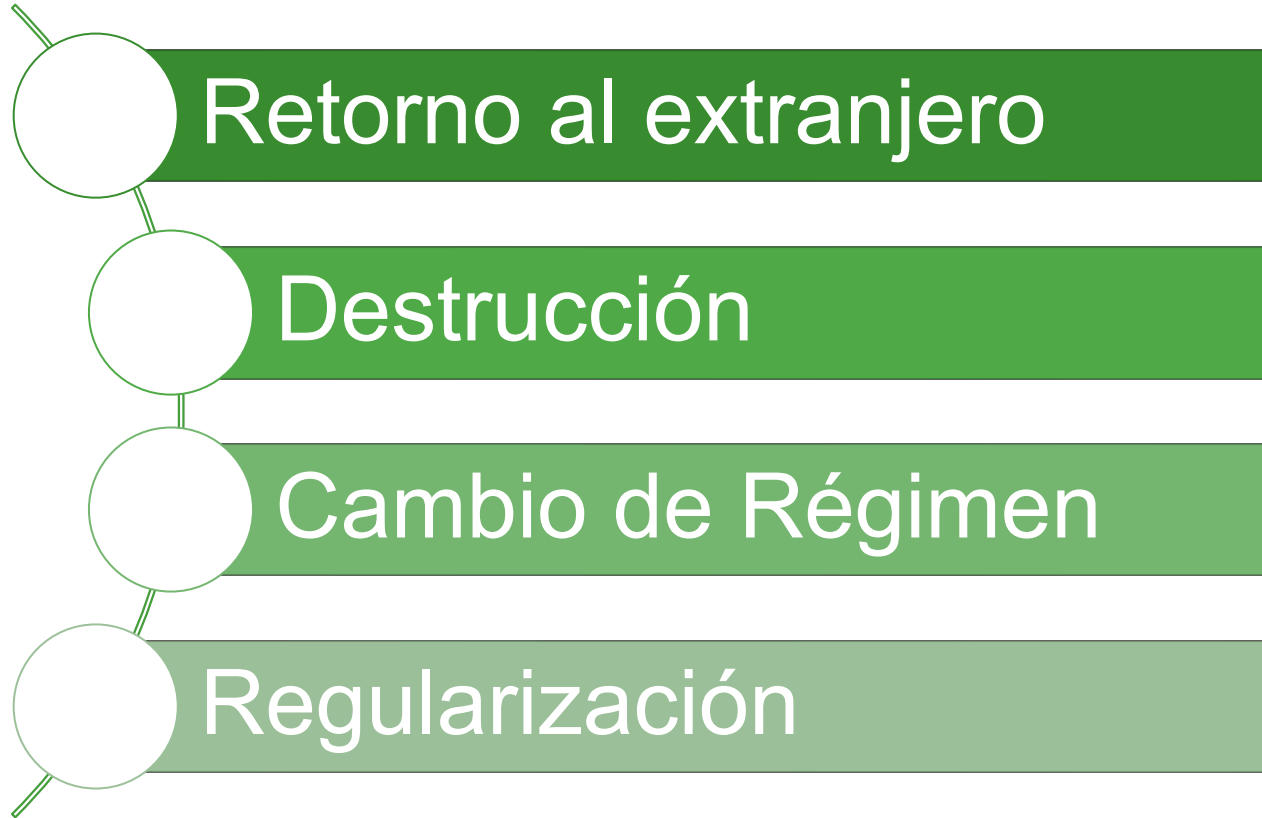 Retorno al extranjero
Destrucción
Cambio de Régimen
Regularización